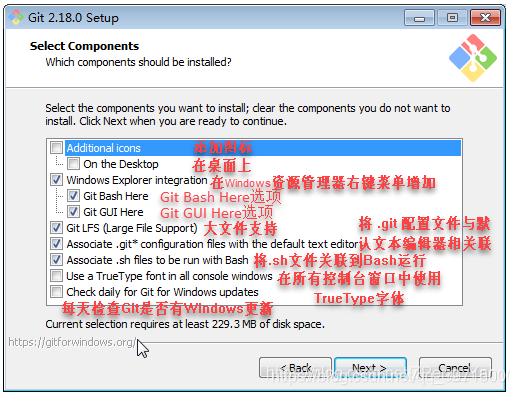 Git 2.18.0 Setup
Select Components
Which components should be installed?
Select the components you want to install; clear the components you do not want to
install. Click Next when you are ready to continue.
Additional icons 添加图标
On the Desktop 在桌面上
Windows Explorer integration 在Windows资源管理器右键菜单增加
Git Bash Here Git Bash Here选项
Git GUI Here Git GUI Here选项
Git LFS (Large File Support) 大文件支持 将 .git 配置文件与默
Associate .git* configuration files with the default text editor 认文本编辑器相关联
Associate .sh files to be run with Bash 将.sh文件关联到Bash运行
Use a TrueType font in all console windows 在所有控制台窗口中使用
Check daily for Git for Windows updates TrueType字体
每天检查Git是否有Windows更新
Current selection requires at least 229.3 MB of disk space.
https://gitforwindows.org/
< Back
Next >
Cancel